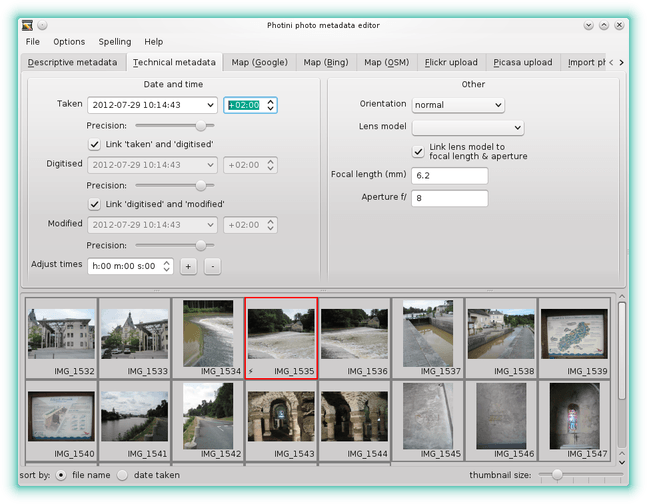 Photini photo metadata editor
File Options Spelling Help
Descriptive metadata Technical metadata Map (Google) Map (Bing) Map (OSM) Flickr upload Picasa upload Import ph
Date and time Other
Taken 2012-07-29 10:14:43 +02:00 Orientation normal
Precision: Lens model
Link 'taken' and 'digitised' Link lens model to
focal length & aperture
Digitised 2012-07-29 10:14:43 +02:00 Focal length (mm) 6.2
Precision: Aperture f/ 8
Link 'digitised' and 'modified'
Modified 2012-07-29 10:14:43 +02:00
Precision:
Adjust times h:00 m:00 s:00 + -
IMG_1532 IMG_1533 IMG_1534 IMG_1535 IMG_1536 IMG_1537 IMG_1538 IMG_1539
IMG_1540 IMG_1541 IMG_1542 IMG_1543 IMG_1544 IMG_1545 IMG_1546 IMG_1547
sort by: file name date taken thumbnail size: